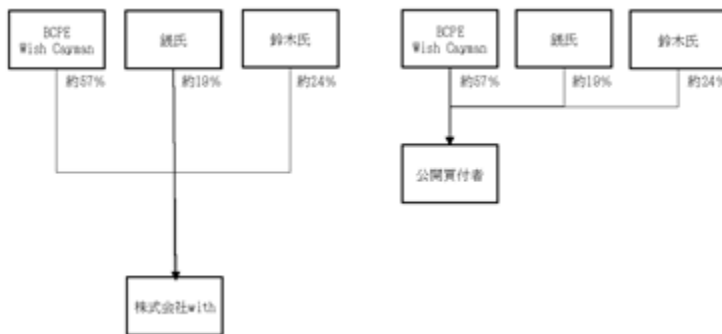 BCPE
Wish Cayman
銭氏
鈴木氏
約57%
約19%
約24%
株式会社with
BCPE
Wish Cayman
銭氏
鈴木氏
約57%
約19%
約24%
公開買付者